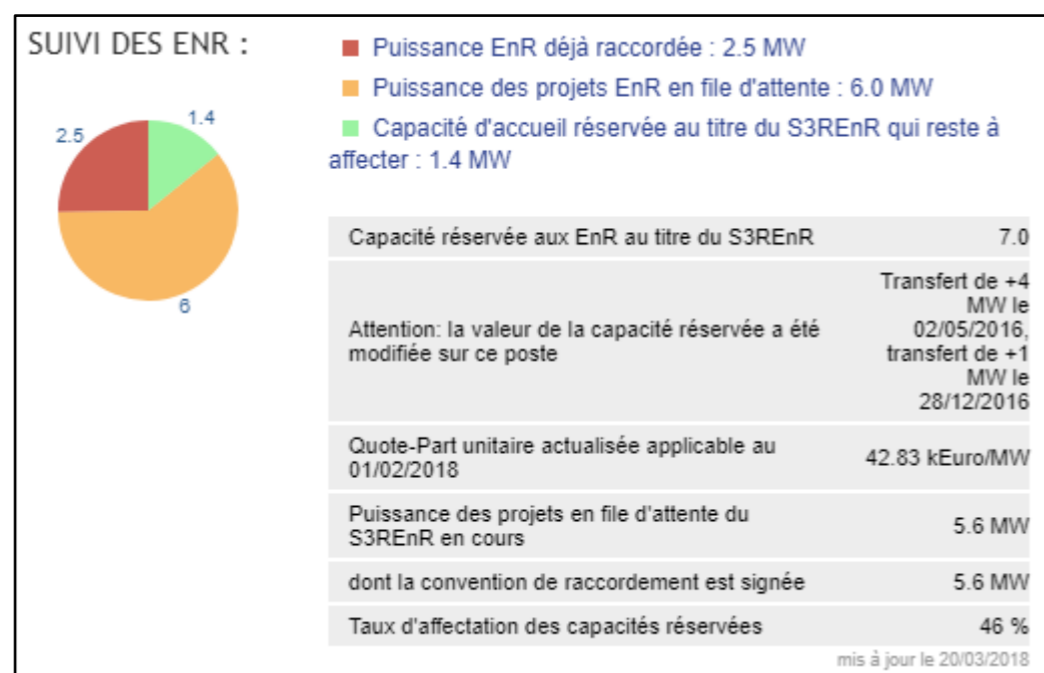 SUIVI DES ENR :
Puissance EnR déjà raccordée : 2.5 MW
Puissance des projets EnR en file d'attente : 6.0 MW
Capacité d'accueil réservée au titre du S3REnR qui reste à
affecter : 1.4 MW
2.5
1.4
6
Capacité réservée aux EnR au titre du S3REnR 7.0
Attention: la valeur de la capacité réservée a été
modifiée sur ce poste
Transfert de +4
MW le
02/05/2016,
transfert de +1
MW le
28/12/2016
Quote-Part unitaire actualisée applicable au
01/02/2018
42.83 kEuro/MW
Puissance des projets en file d'attente du
S3REnR en cours
5.6 MW
dont la convention de raccordement est signée 5.6 MW
Taux d'affectation des capacités réservées 46 %
mis à jour le 20/03/2018